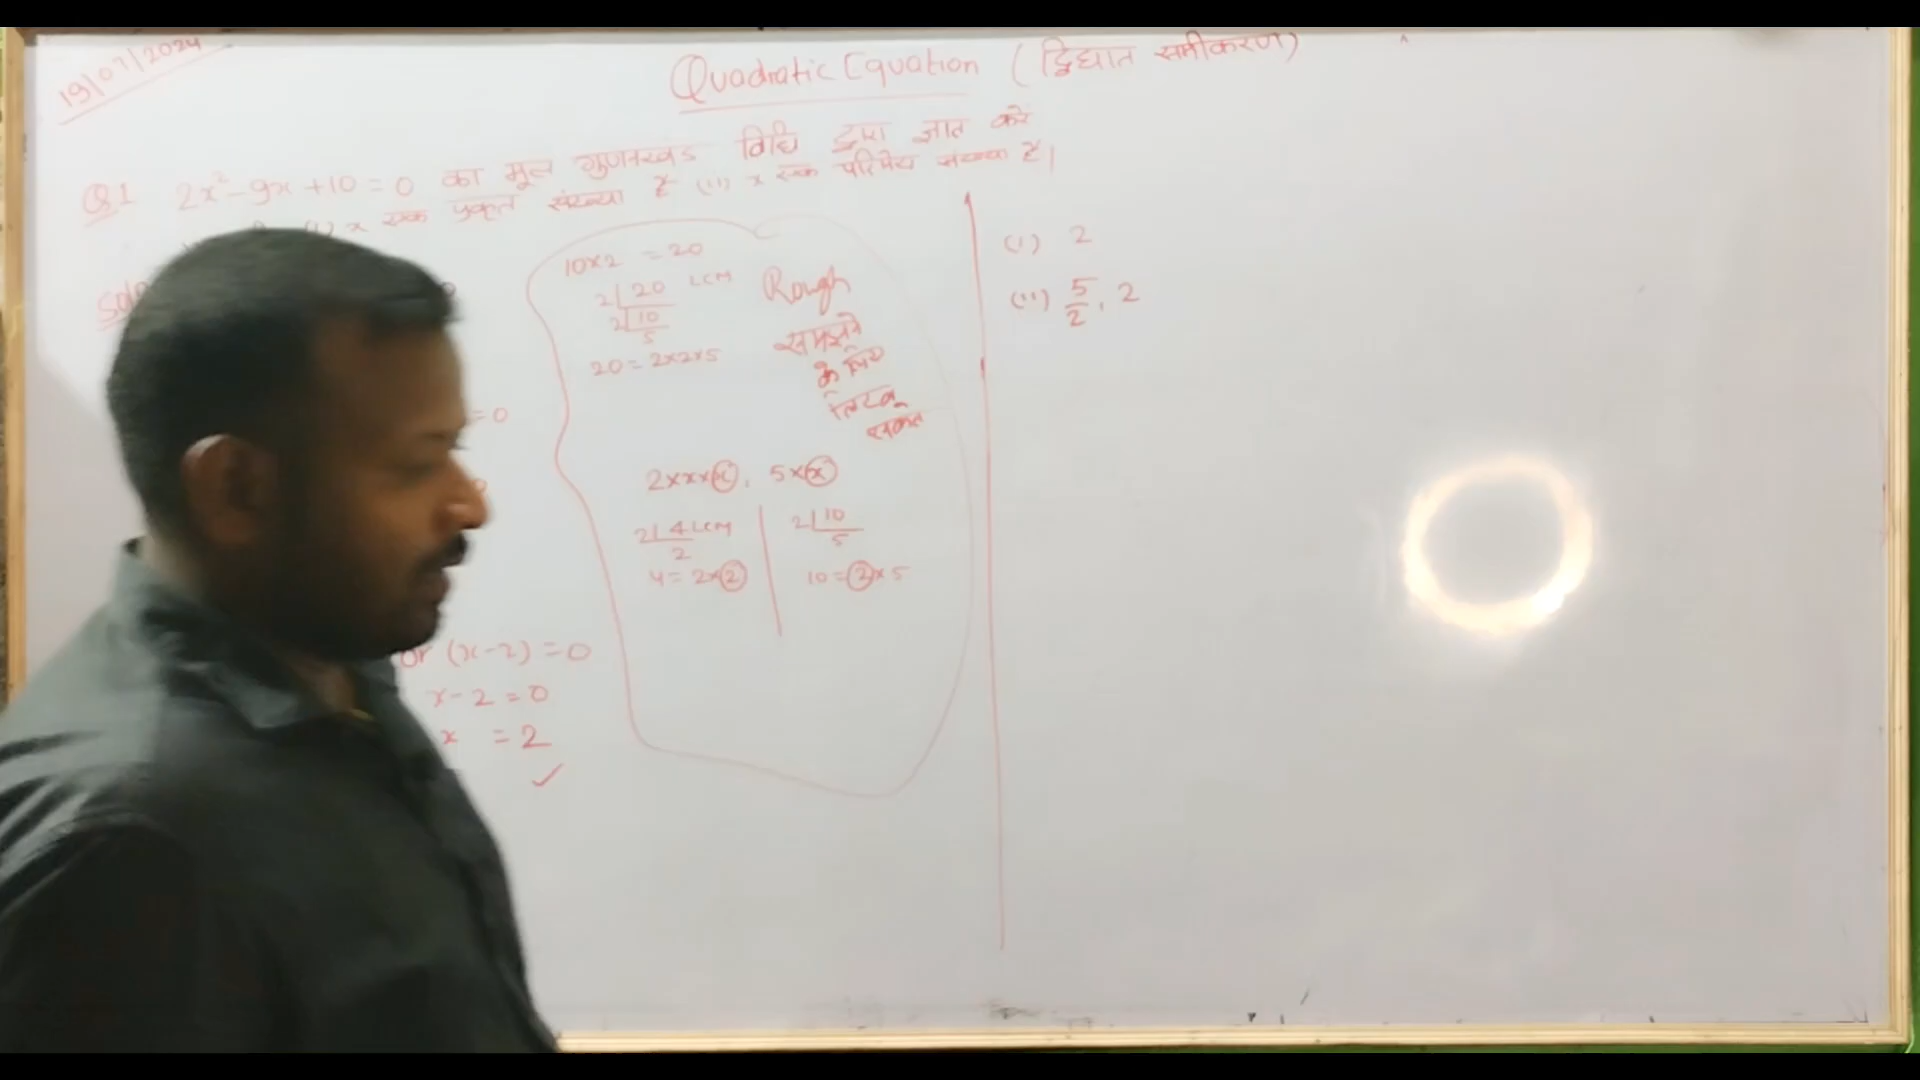 19/07/2024
Quadratic Equation (द्विघात समीकरण)
Q1 2x²-9x+10=0 का मूल गुणनखंड विधि द्वारा ज्ञात करें
(i) x एक प्रकृत संख्या है (ii) x एक परिमेय संख्या है।
10×2 = 20
2| 20 LCM
2| 10
5
20 = 2×2×5
Rough
समझने
के लिए
=0
2×x×x, 5×x
2| 4 LCM
2
4 = 2×2
2| 10
5
10 = 2×5
or (x-2) = 0
x-2 = 0
x = 2
✓
(i) 2
(ii) 5/2, 2